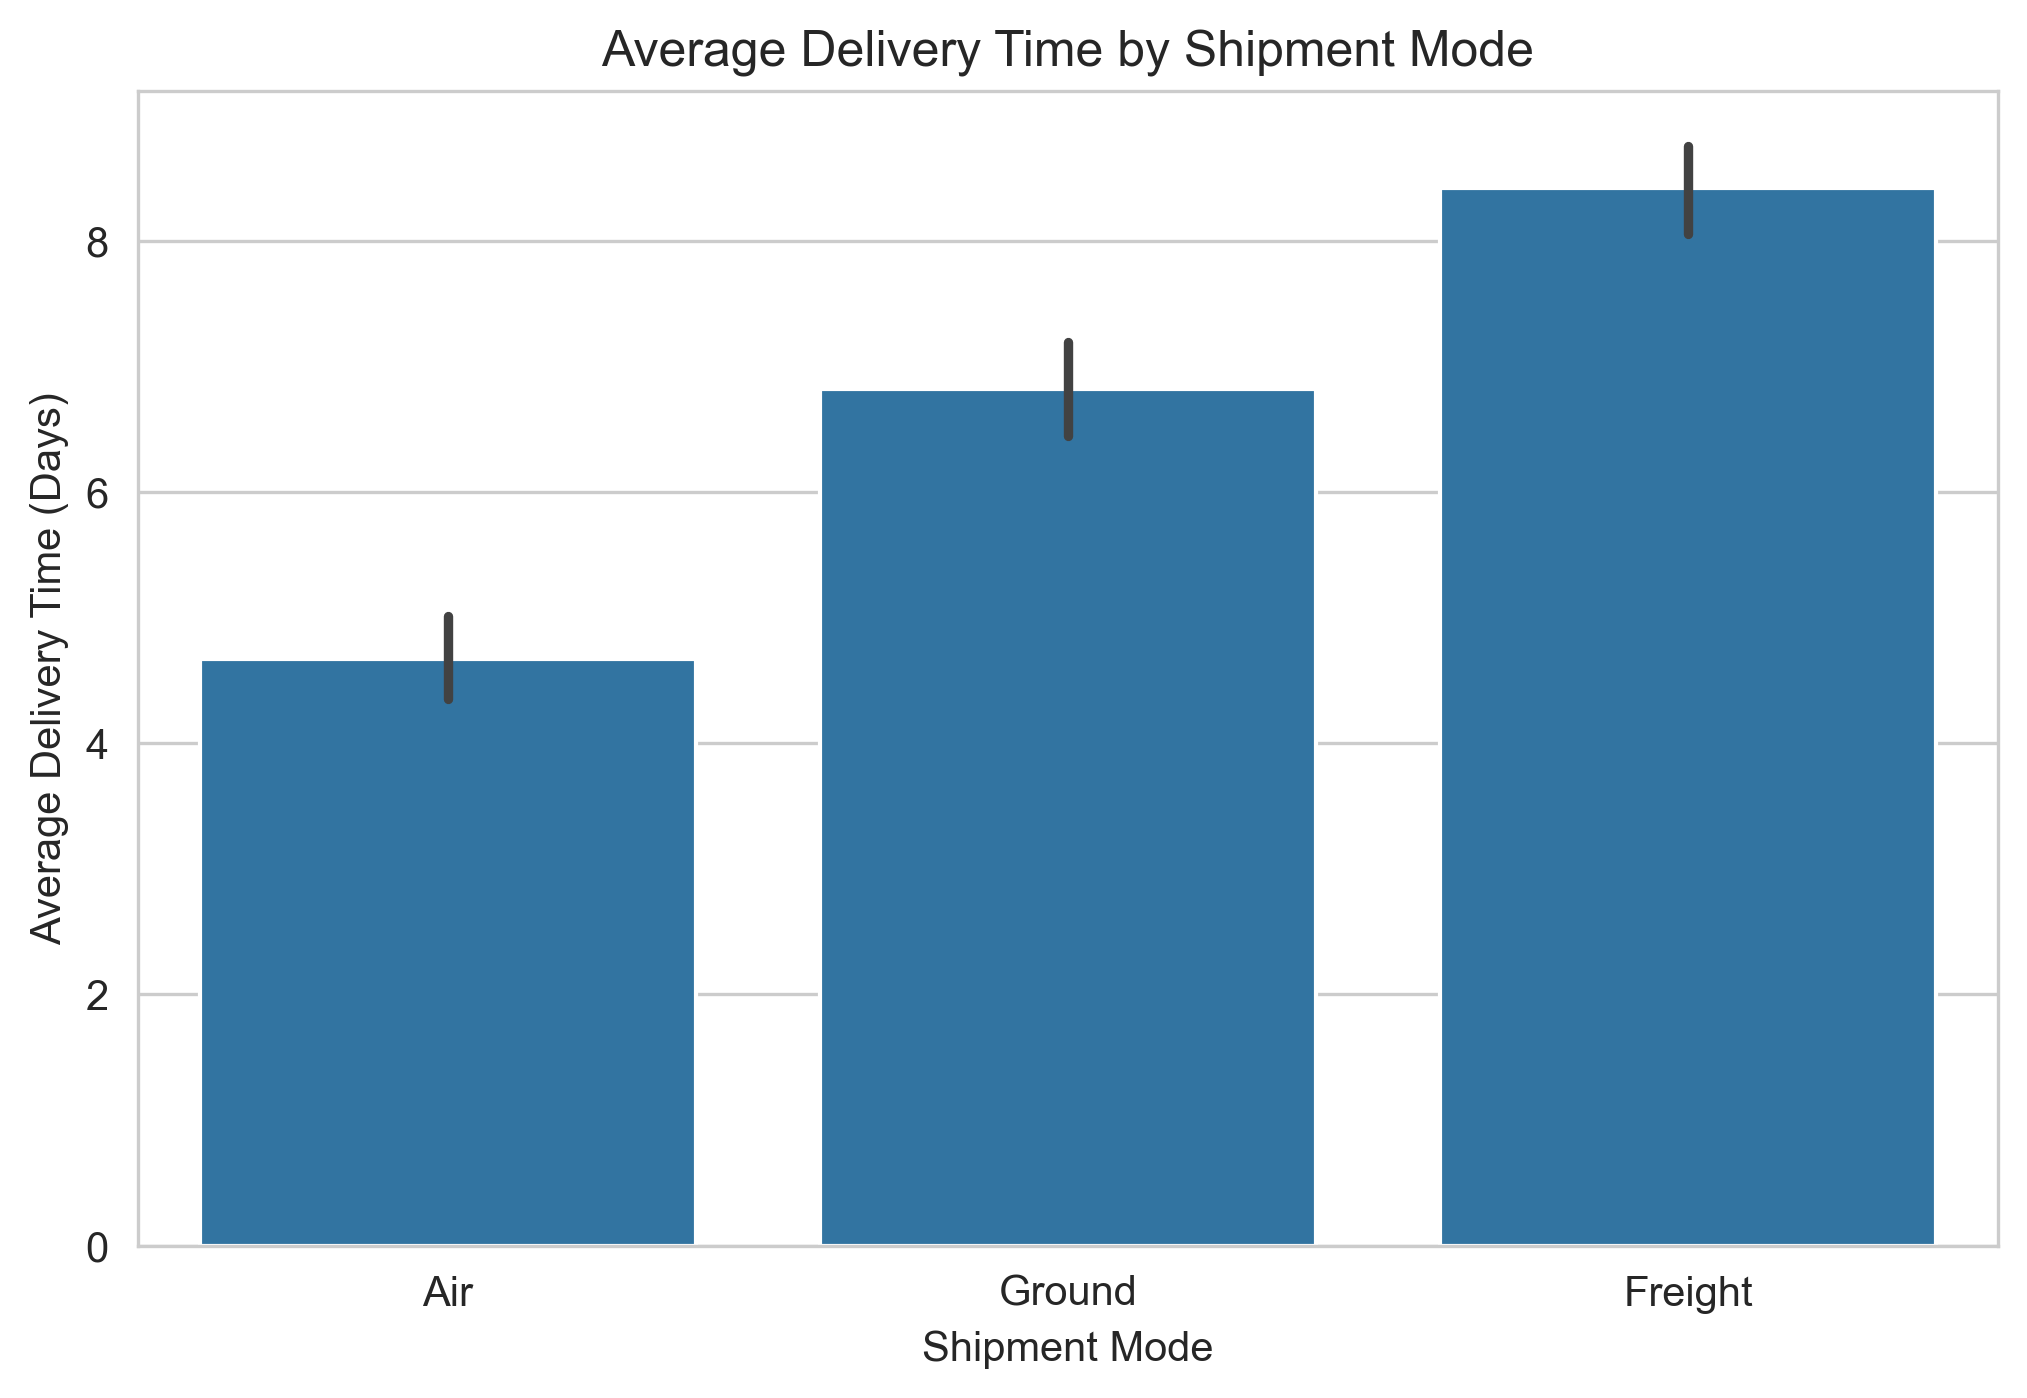 Average Delivery Time by Shipment Mode
Average Delivery Time (Days)
8
6
4
2
0
Air
Ground
Freight
Shipment Mode